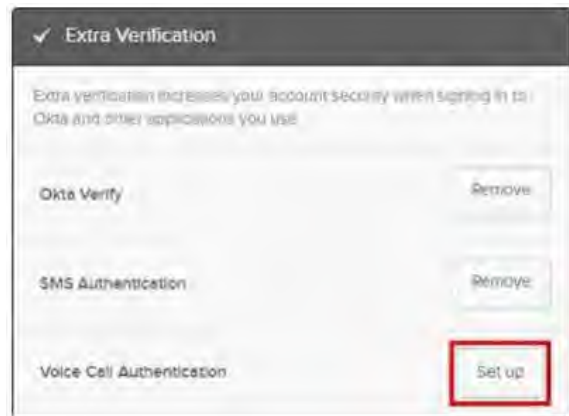 Extra Verification
Extra verification increases your account security when signing in to
Okta and other applications you use
Okta Verify
Remove
SMS Authentication
Remove
Voice Call Authentication
Set up